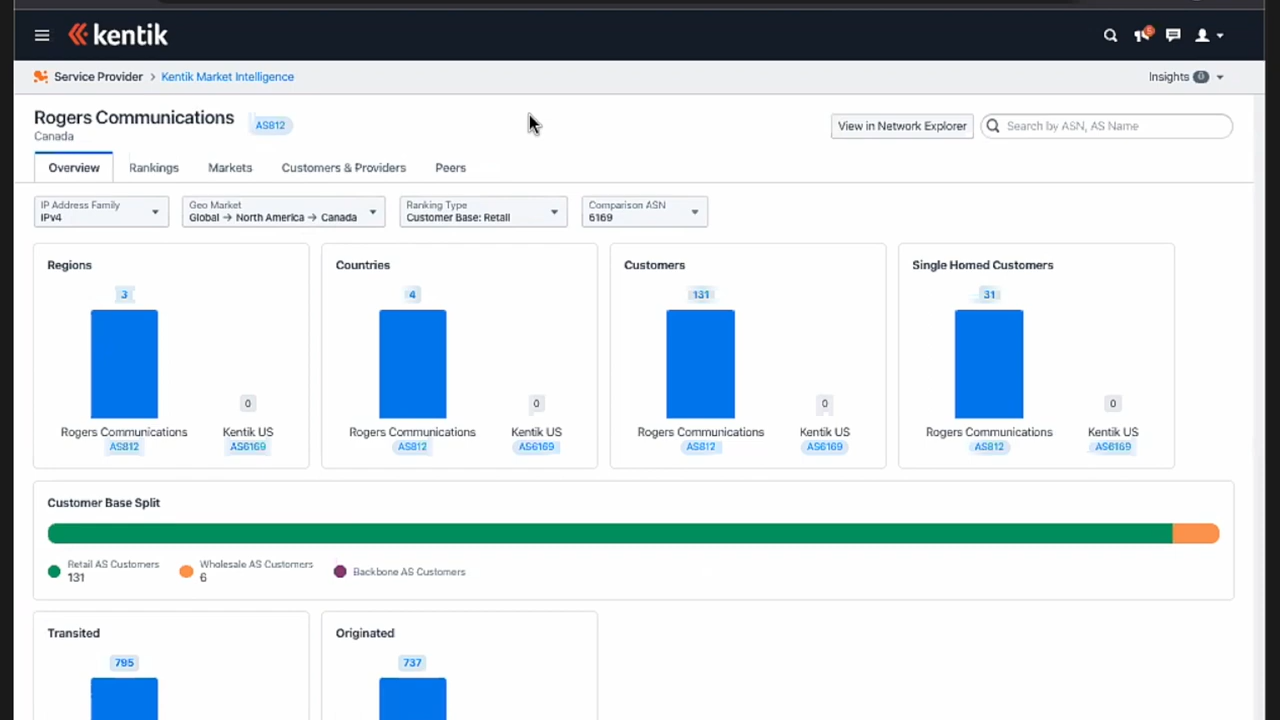 kentik
Service Provider > Kentik Market Intelligence
Insights 0
Rogers Communications AS812
Canada
View in Network Explorer
Search by ASN, AS Name
Overview Rankings Markets Customers & Providers Peers
IP Address Family
IPv4
Geo Market
Global → North America → Canada
Ranking Type
Customer Base: Retail
Comparison ASN
6169
Regions
3
0
Rogers Communications Kentik US
AS812 AS6169
Countries
4
0
Rogers Communications Kentik US
AS812 AS6169
Customers
131
0
Rogers Communications Kentik US
AS812 AS6169
Single Homed Customers
31
0
Rogers Communications Kentik US
AS812 AS6169
Customer Base Split
Retail AS Customers
131
Wholesale AS Customers
6
Backbone AS Customers
Transited
795
Originated
737